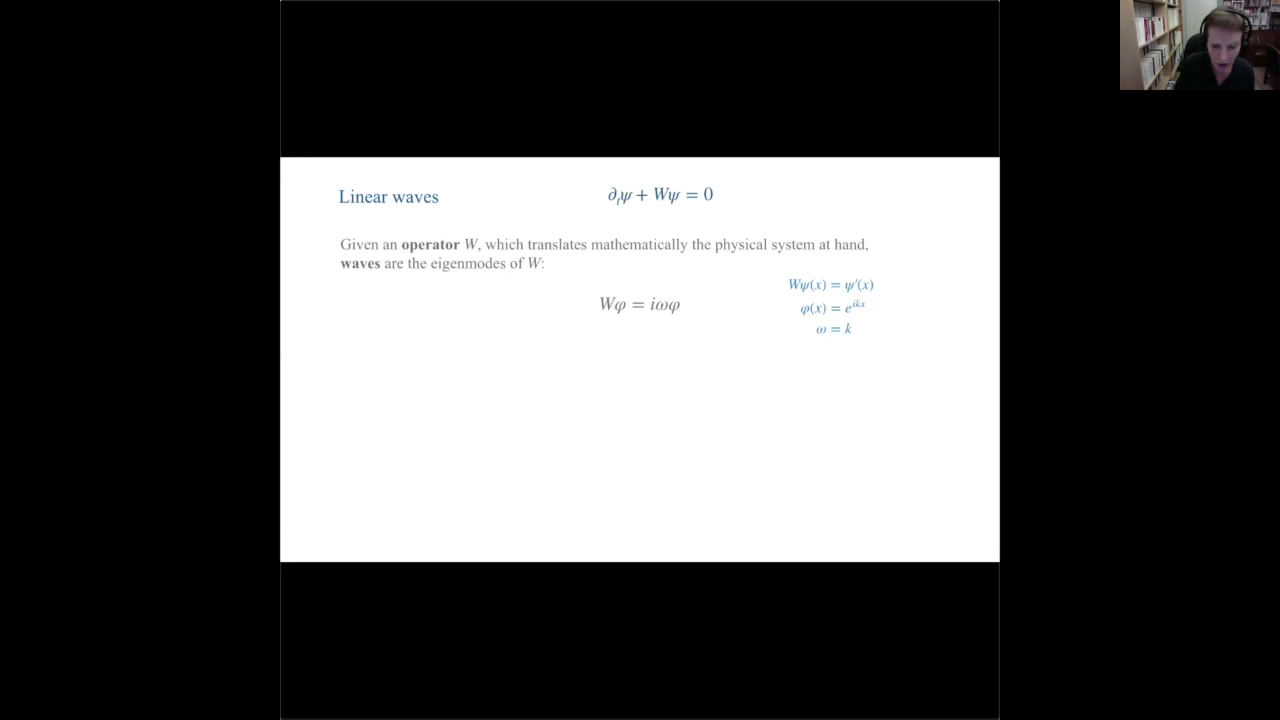 Linear waves
∂ₜψ + Wψ = 0
Given an operator W, which translates mathematically the physical system at hand,
waves are the eigenmodes of W:
Wψ(x) = ψ′(x)
Wφ = iωφ
φ(x) = e^{ikx}
ω = k